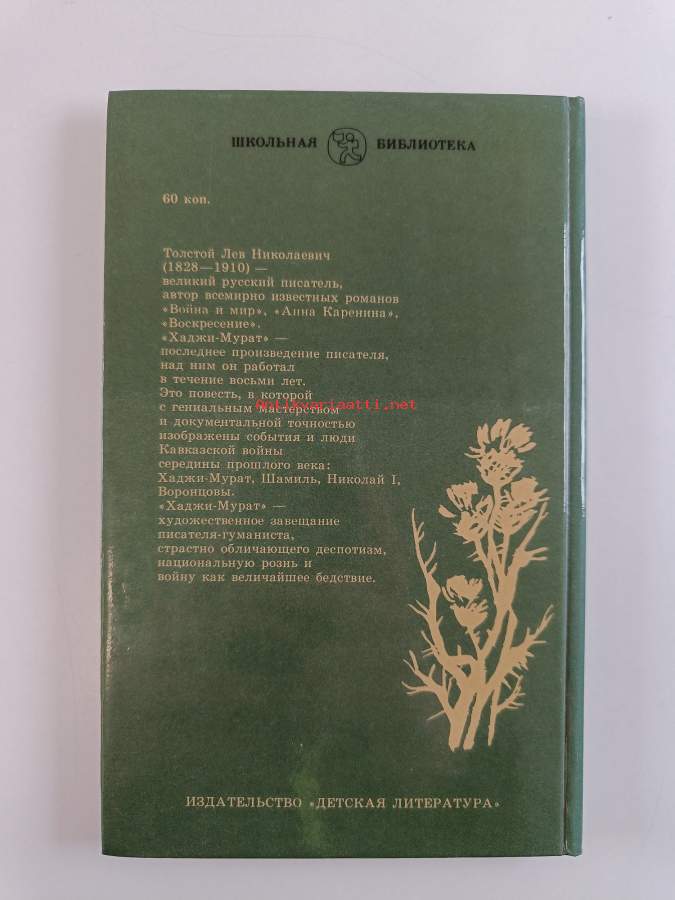 ШКОЛЬНАЯ БИБЛИОТЕКА
60 коп.
Толстой Лев Николаевич
(1828—1910) —
великий русский писатель,
автор всемирно известных романов
«Война и мир», «Анна Каренина»,
«Воскресение».
«Хаджи-Мурат» —
последнее произведение писателя,
над ним он работал
в течение восьми лет.
Это повесть, в которой
с гениальным мастерством
antikvariaatti.net
и документальной точностью
изображены события и люди
Кавказской войны
середины прошлого века:
Хаджи-Мурат, Шамиль, Николай I,
Воронцовы.
«Хаджи-Мурат» —
художественное завещание
писателя-гуманиста,
страстно обличающего деспотизм,
национальную рознь и
войну как величайшее бедствие.
ИЗДАТЕЛЬСТВО «ДЕТСКАЯ ЛИТЕРАТУРА»